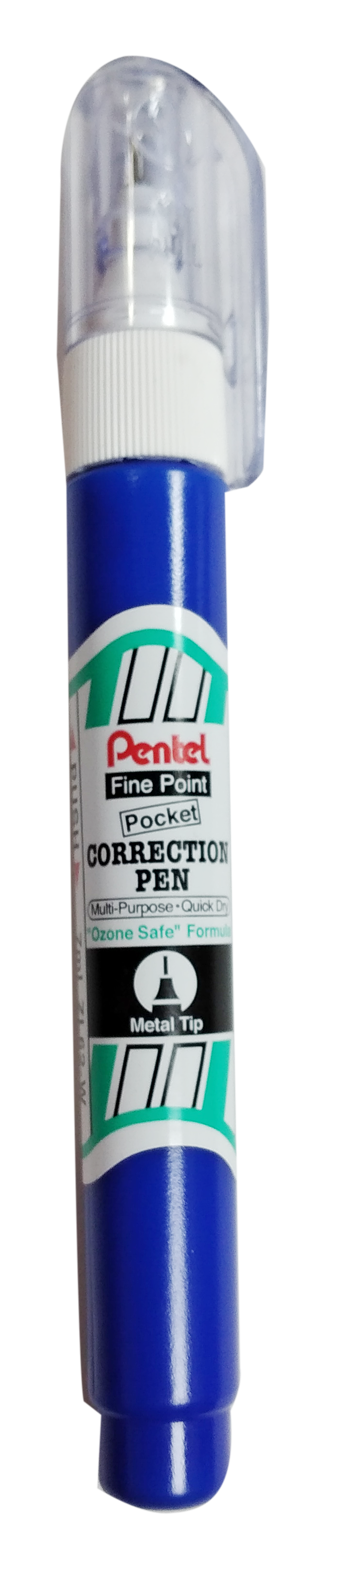 Pentel
Fine Point
Pocket
CORRECTION
PEN
Multi-Purpose • Quick Dry
"Ozone Safe" Formula
Metal Tip